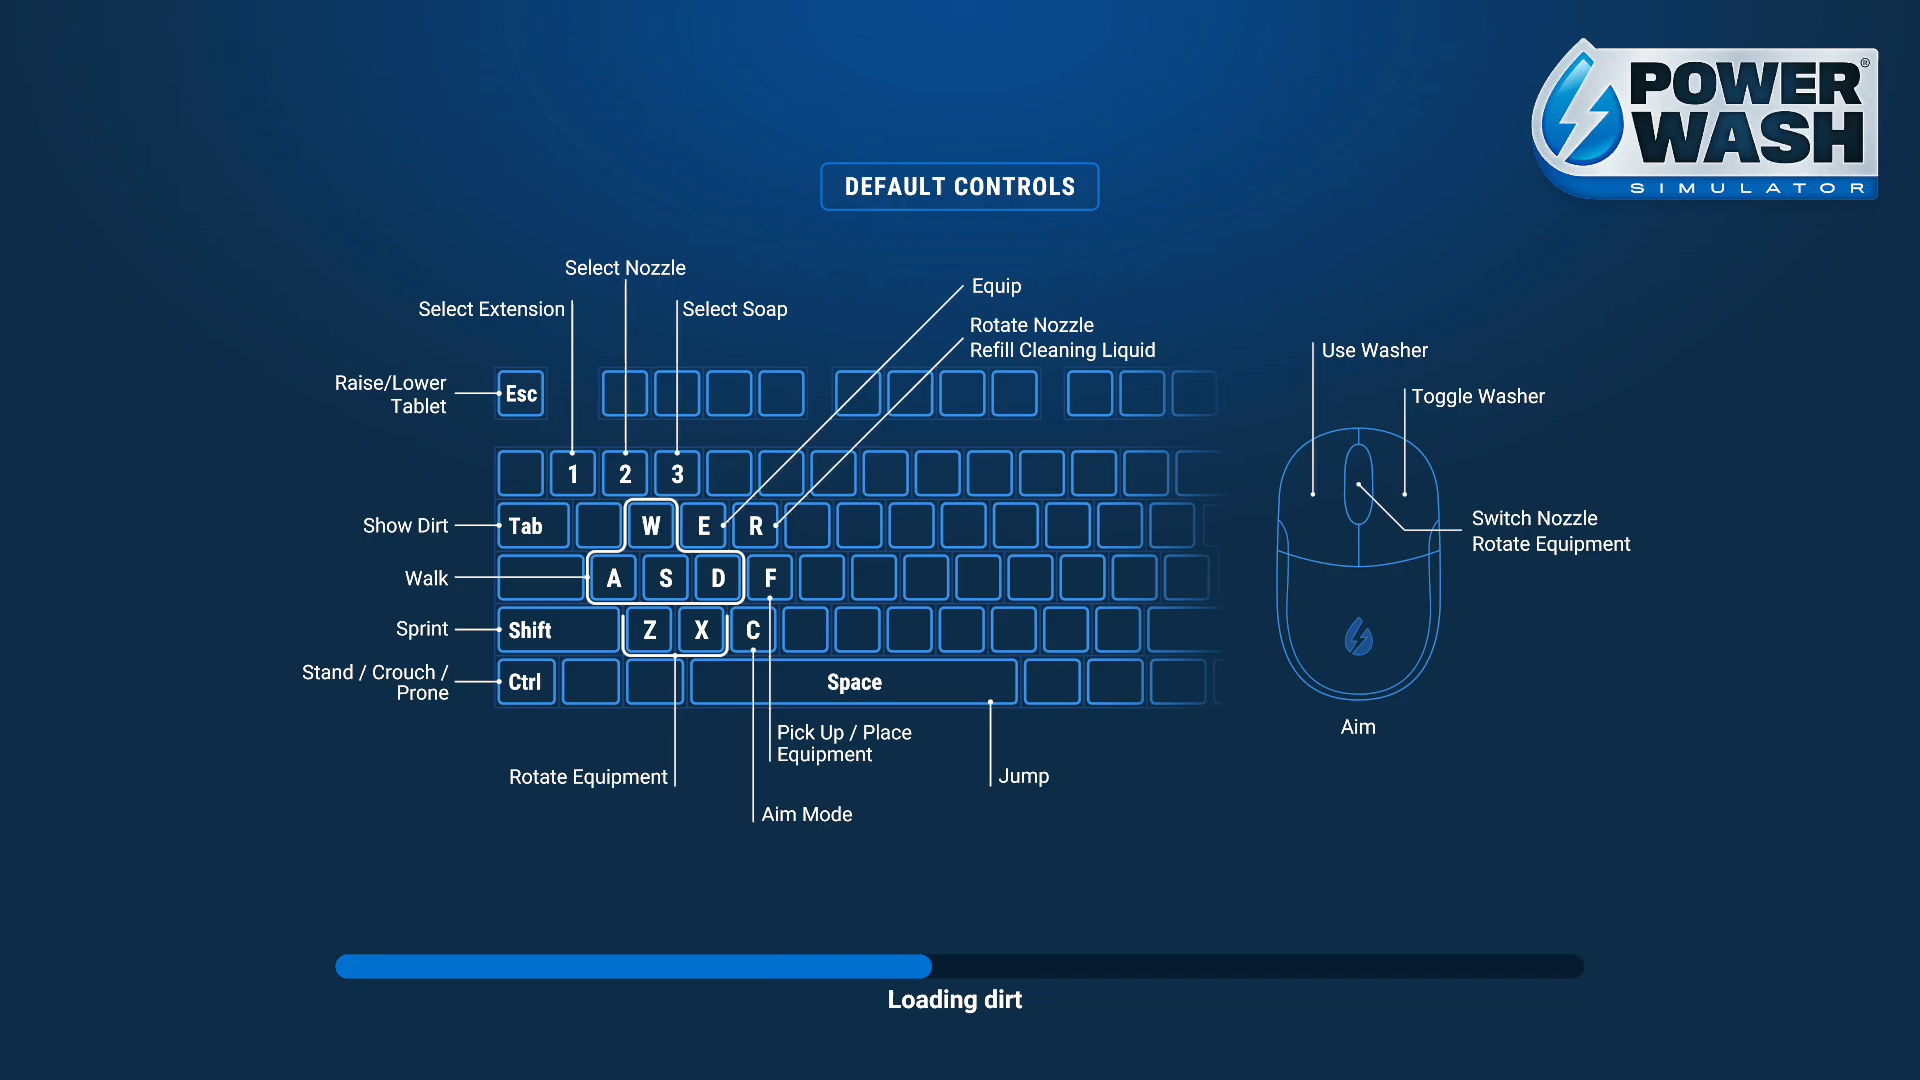 POWER®
WASH
SIMULATOR
DEFAULT CONTROLS
Select Nozzle
Select Extension
Select Soap
Equip
Rotate Nozzle
Refill Cleaning Liquid
Raise/Lower
Tablet
Esc
1
2
3
Show Dirt
Tab
W
E
R
Walk
A
S
D
F
Sprint
Shift
Z
X
C
Stand / Crouch /
Prone
Ctrl
Space
Pick Up / Place
Equipment
Rotate Equipment
Jump
Aim Mode
Use Washer
Toggle Washer
Switch Nozzle
Rotate Equipment
Aim
Loading dirt